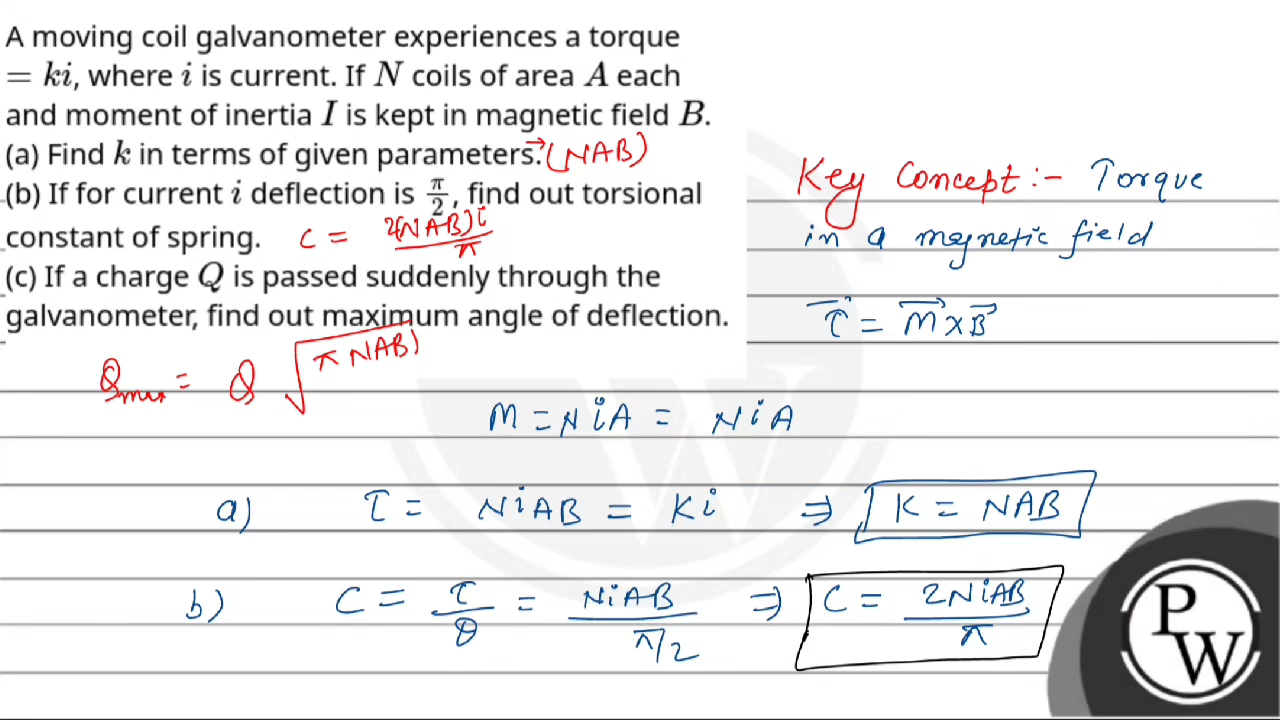 A moving coil galvanometer experiences a torque
= ki, where i is current. If N coils of area A each
and moment of inertia I is kept in magnetic field B.
(a) Find k in terms of given parameters. → (NAB)
(b) If for current i deflection is π/2, find out torsional
constant of spring. C = 2(NAB)i/π
(c) If a charge Q is passed suddenly through the
galvanometer, find out maximum angle of deflection.
Qmax = Q √πNAB)
Key Concept :- Torque
in a magnetic field
τ⃗ = M⃗ × B⃗
M = NiA = NiA
a) τ = NiAB = Ki ⇒ K = NAB
b) C = τ/θ = NiAB/π/2 ⇒ C = 2NiAB/π
P
W